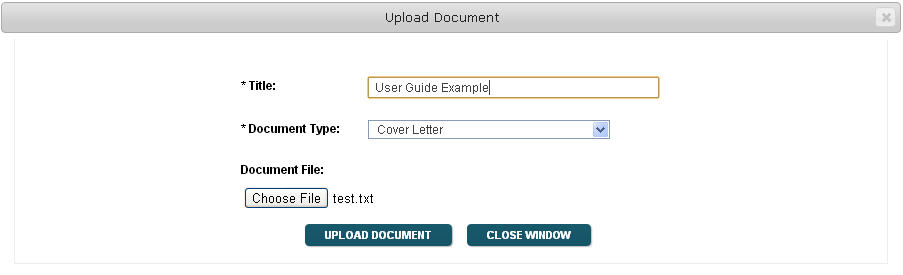 Upload Document
* Title: User Guide Example
* Document Type: Cover Letter
Document File:
Choose File test.txt
UPLOAD DOCUMENT CLOSE WINDOW